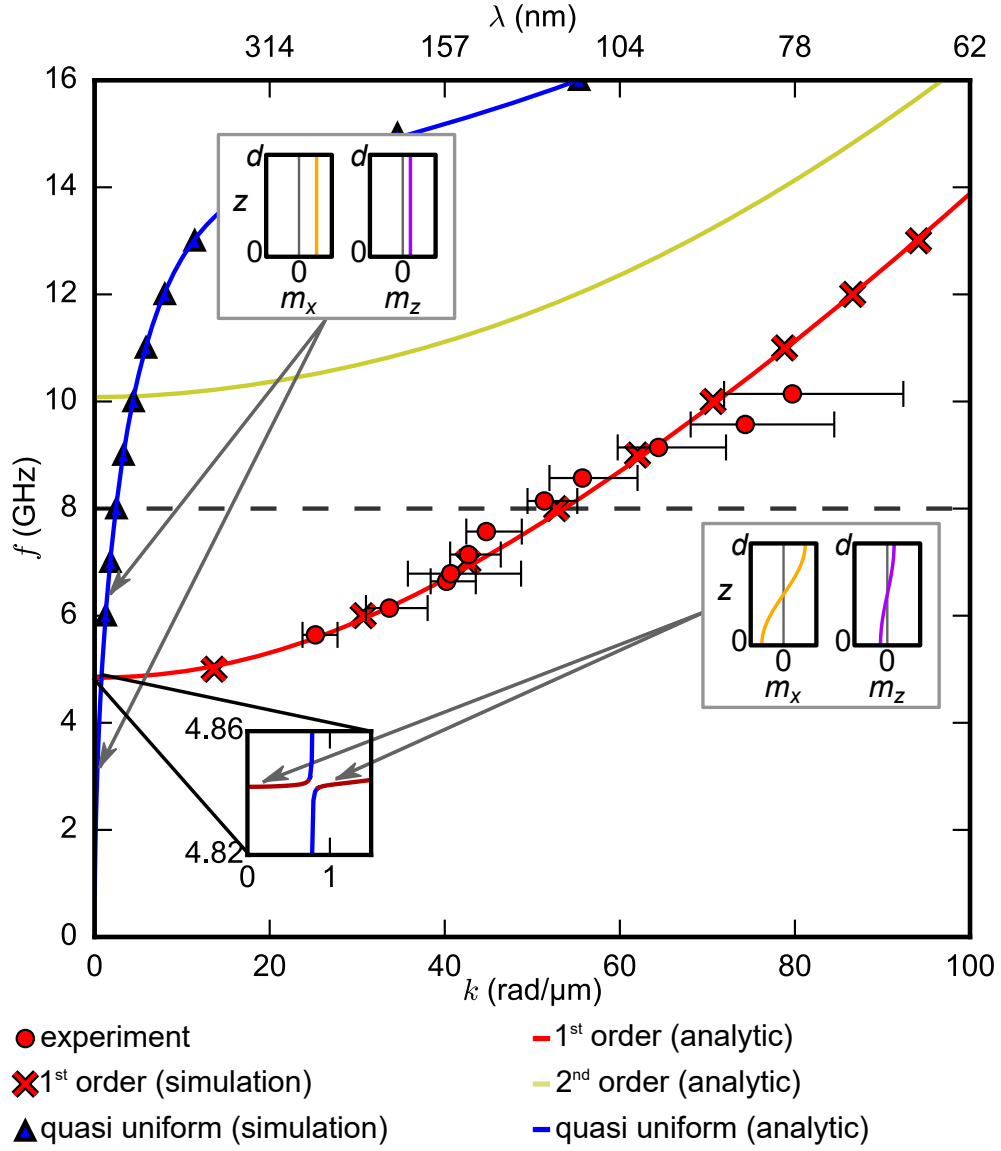 λ (nm)
314 157 104 78 62
16
14
12
10
8
6
4
2
0
f (GHz)
d
z
0
0
m_x
d
0
m_z
d
z
0
0
m_x
d
0
0
m_z
4.86
4.82
0 1
0 20 40 60 80 100
k (rad/µm)
experiment
1st order (simulation)
quasi uniform (simulation)
1st order (analytic)
2nd order (analytic)
quasi uniform (analytic)